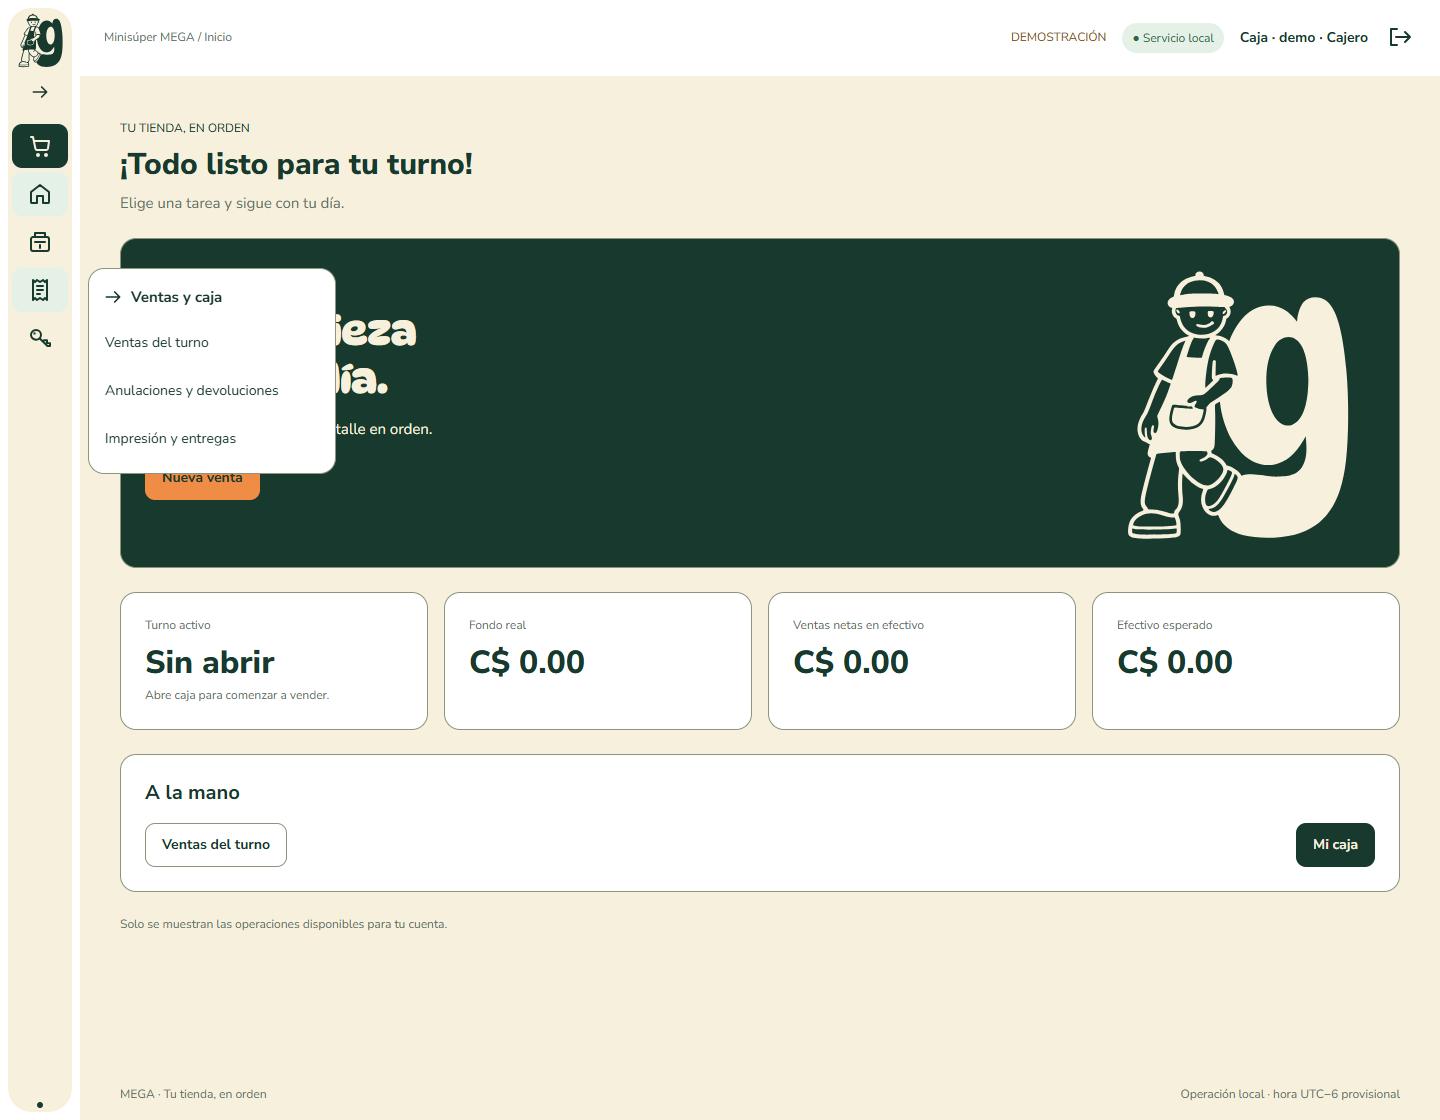 Minisúper MEGA / Inicio
DEMOSTRACIÓN
● Servicio local
Caja · demo · Cajero
TU TIENDA, EN ORDEN
¡Todo listo para tu turno!
Elige una tarea y sigue con tu día.
→ Ventas y caja
Ventas del turno
Anulaciones y devoluciones
Impresión y entregas
en orden.
Nueva venta
g
Turno activo
Sin abrir
Abre caja para comenzar a vender.
Fondo real
C$ 0.00
Ventas netas en efectivo
C$ 0.00
Efectivo esperado
C$ 0.00
A la mano
Ventas del turno
Mi caja
Solo se muestran las operaciones disponibles para tu cuenta.
MEGA · Tu tienda, en orden
Operación local · hora UTC−6 provisional